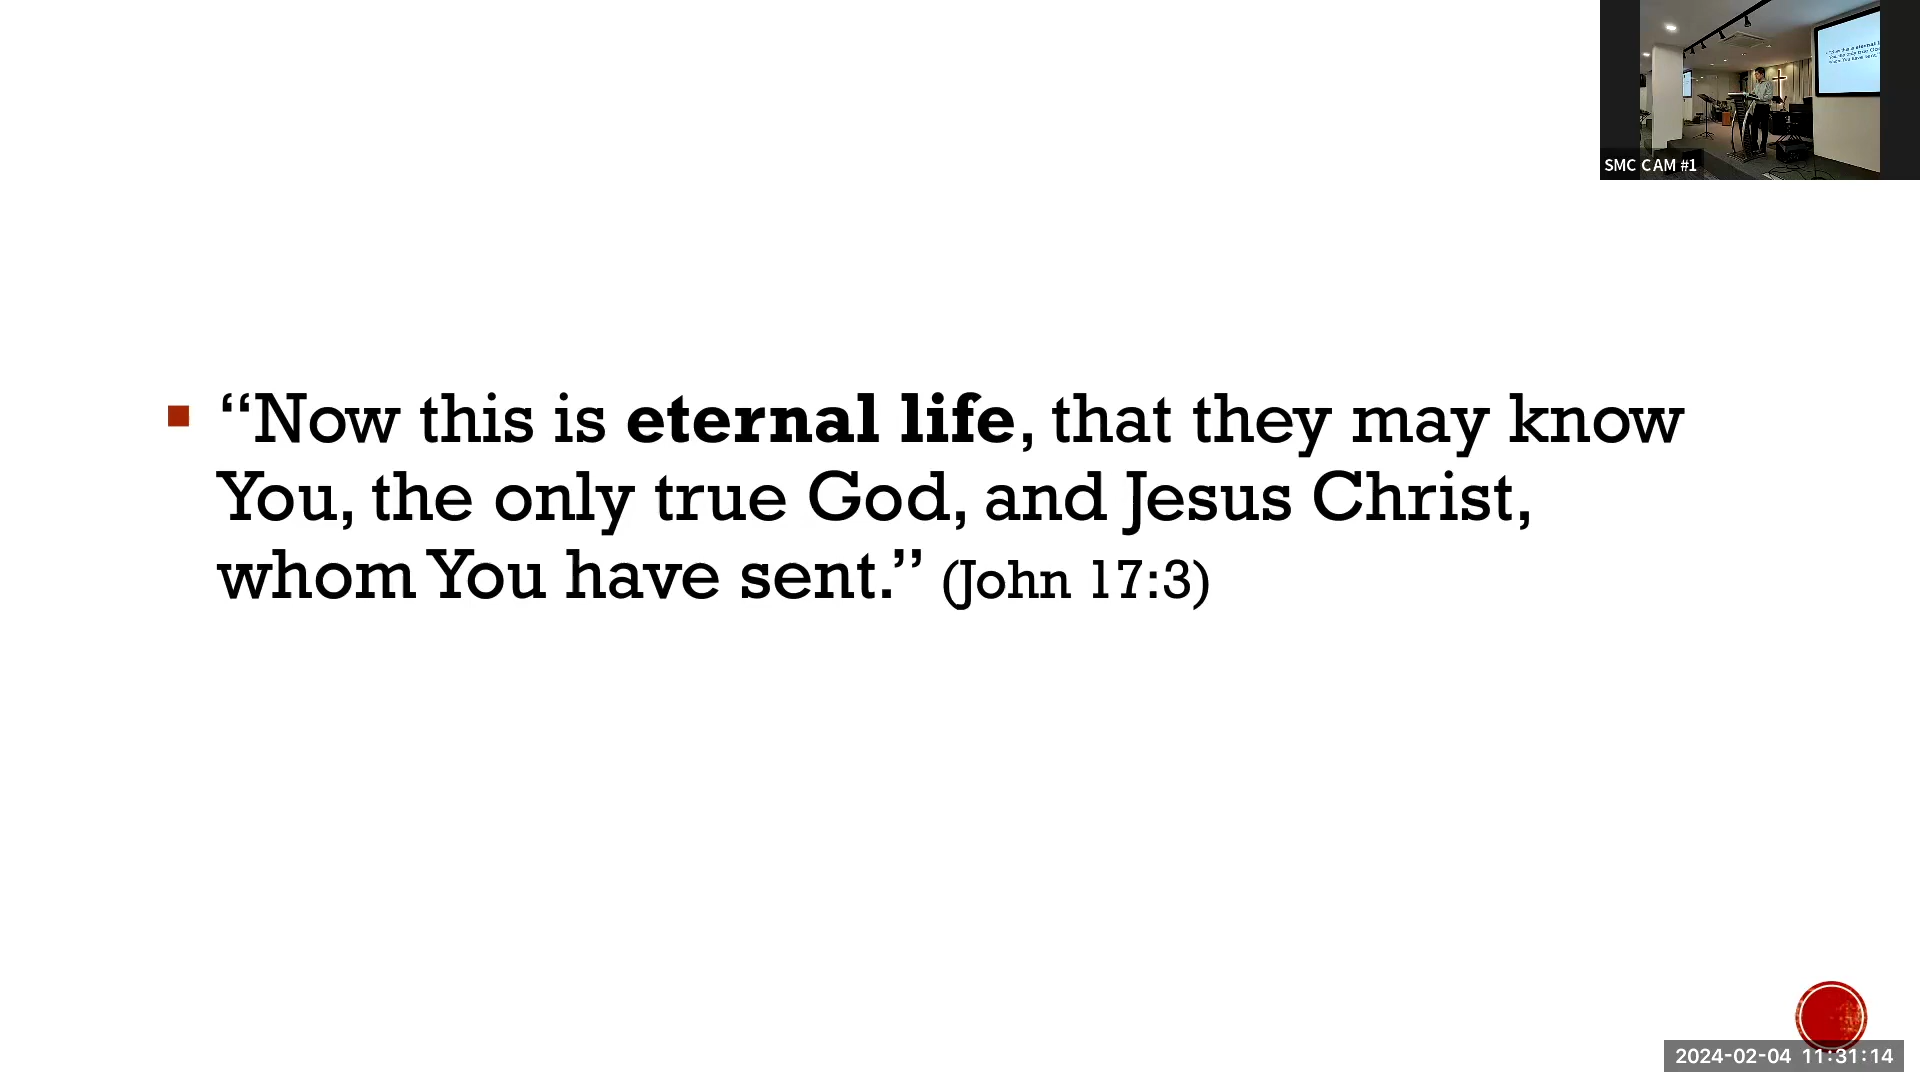 SMC CAM #1
“Now this is eternal life, that they may know
You, the only true God, and Jesus Christ,
whom You have sent.” (John 17:3)
2024-02-04 11:31:14